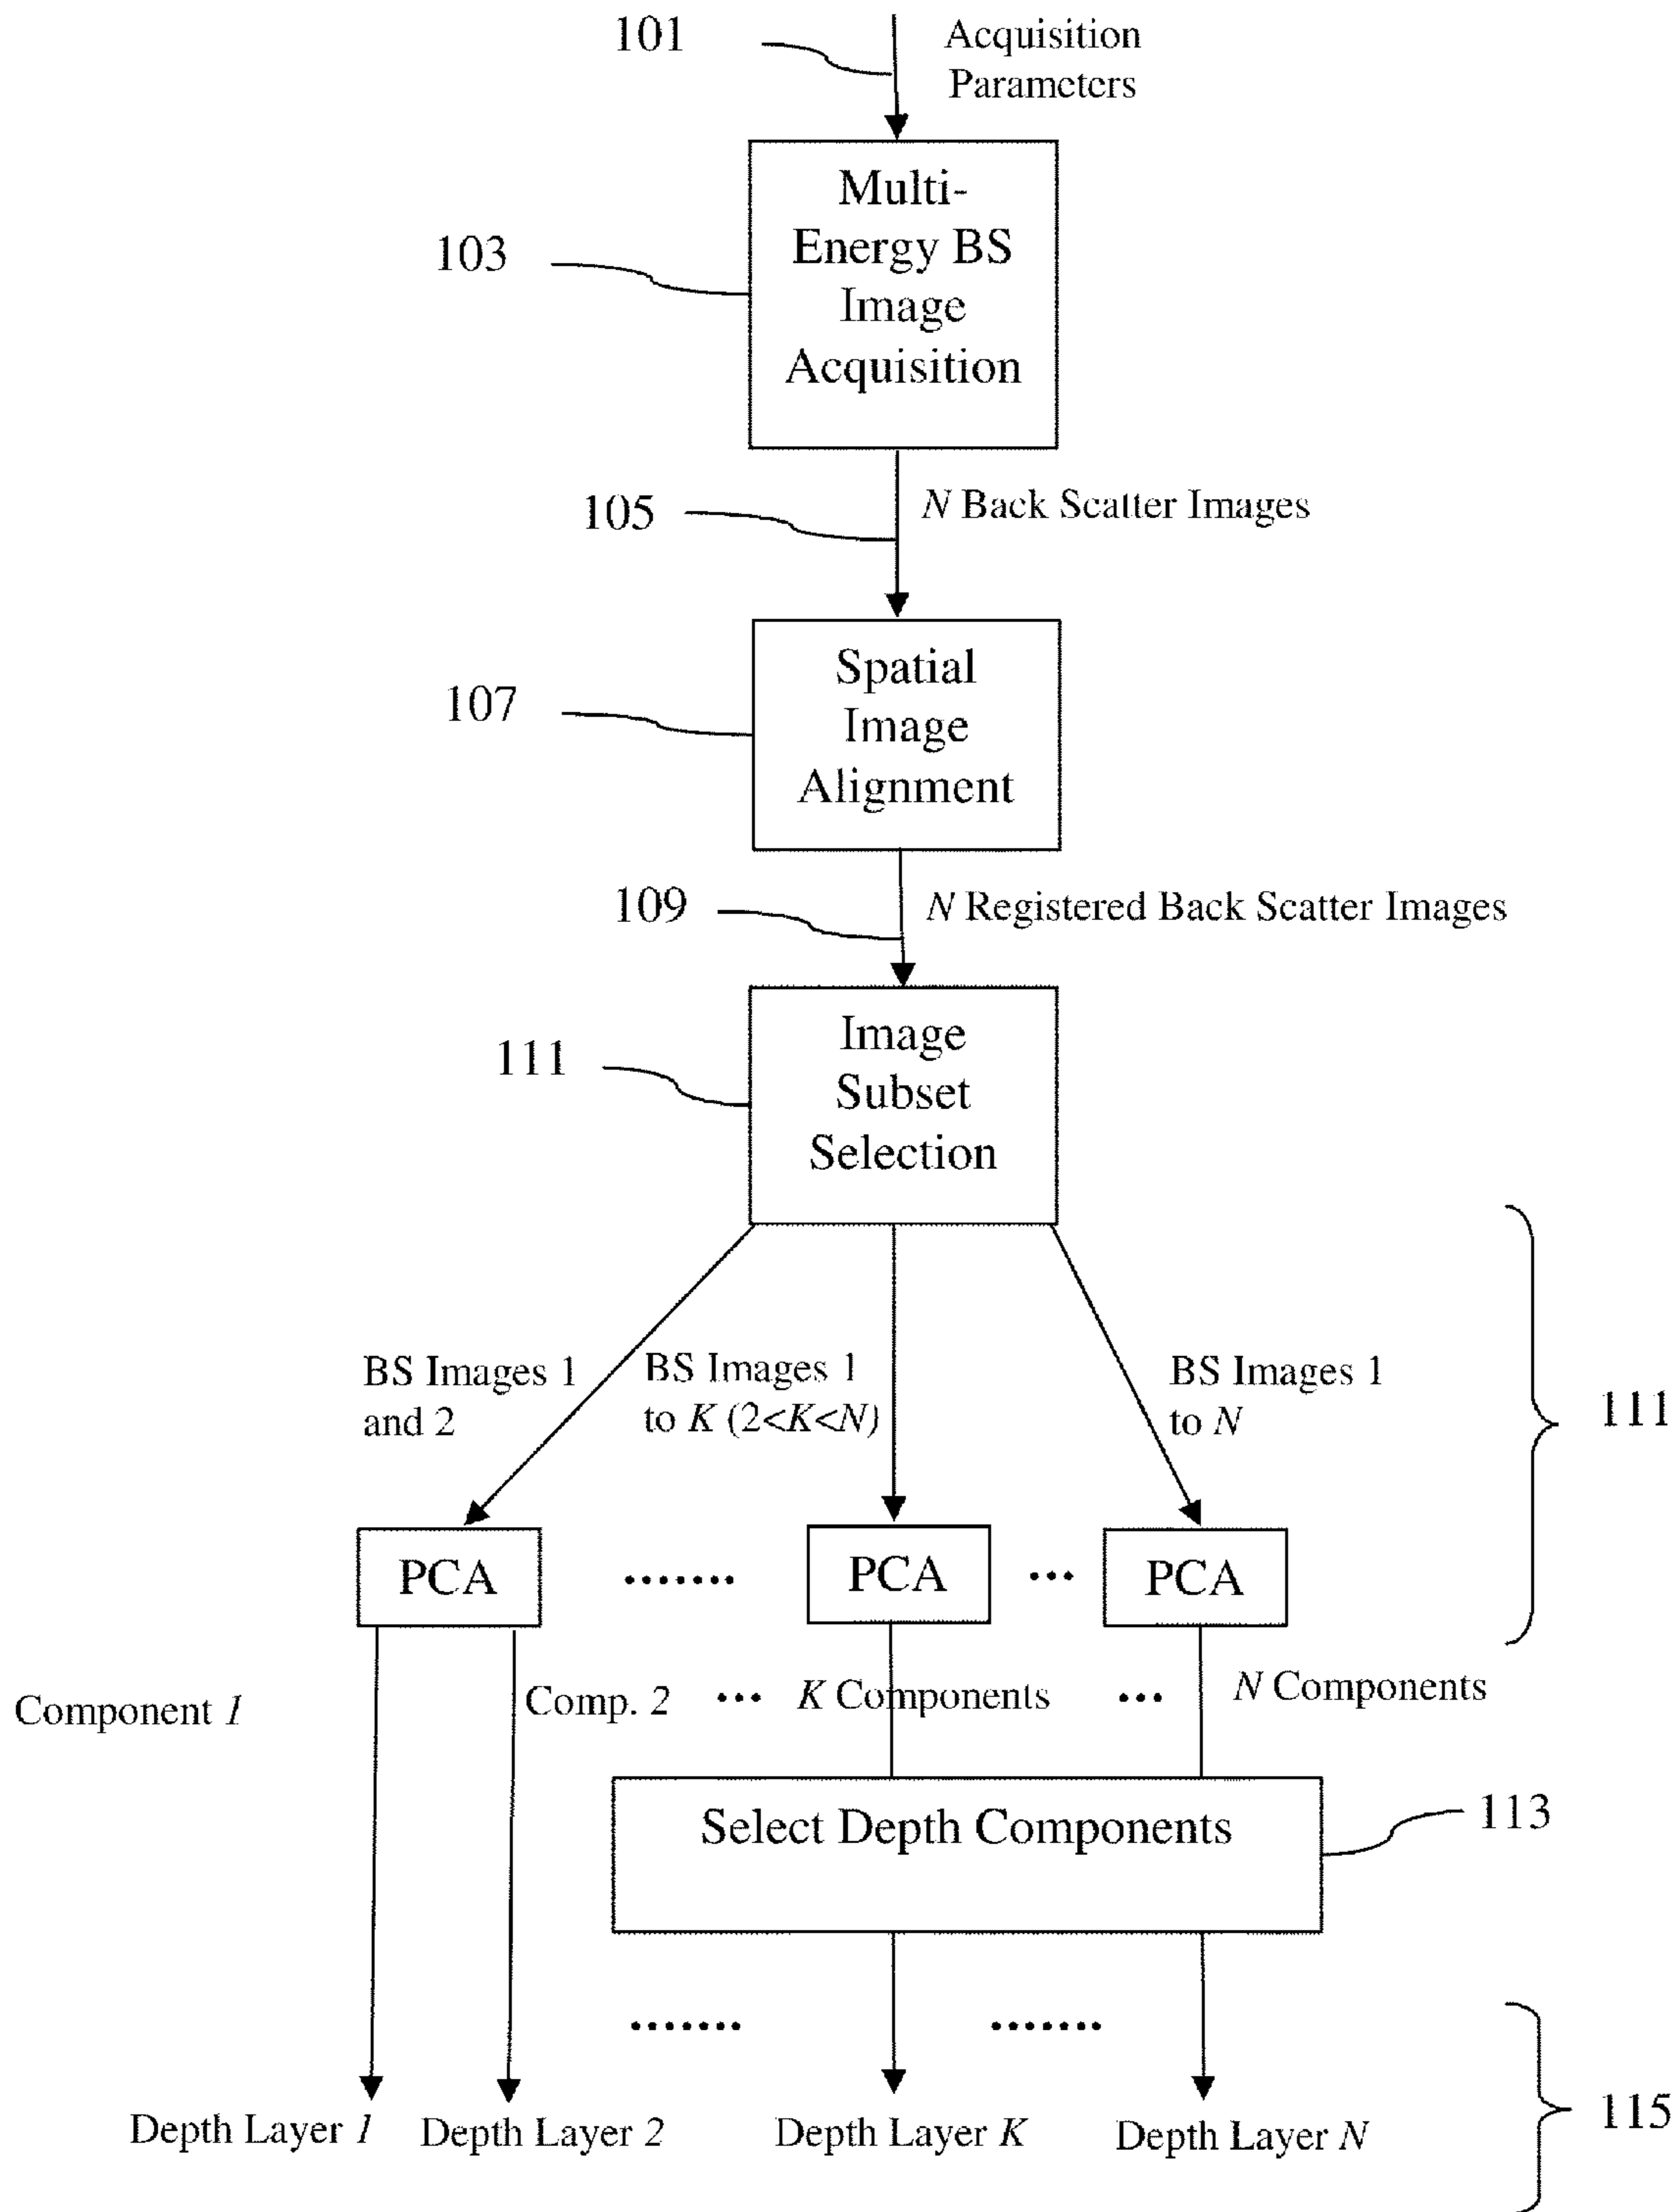 101
Acquisition
Parameters
Multi-
Energy BS
Image
Acquisition
103
105
N Back Scatter Images
Spatial
Image
Alignment
107
109
N Registered Back Scatter Images
Image
Subset
Selection
111
BS Images 1
and 2
BS Images 1
to K (2<K<N)
BS Images 1
to N
111
PCA
.......
PCA
...
PCA
Component 1
Comp. 2
...
K Components
...
N Components
Select Depth Components
113
.......
.......
Depth Layer 1
Depth Layer 2
Depth Layer K
Depth Layer N
115